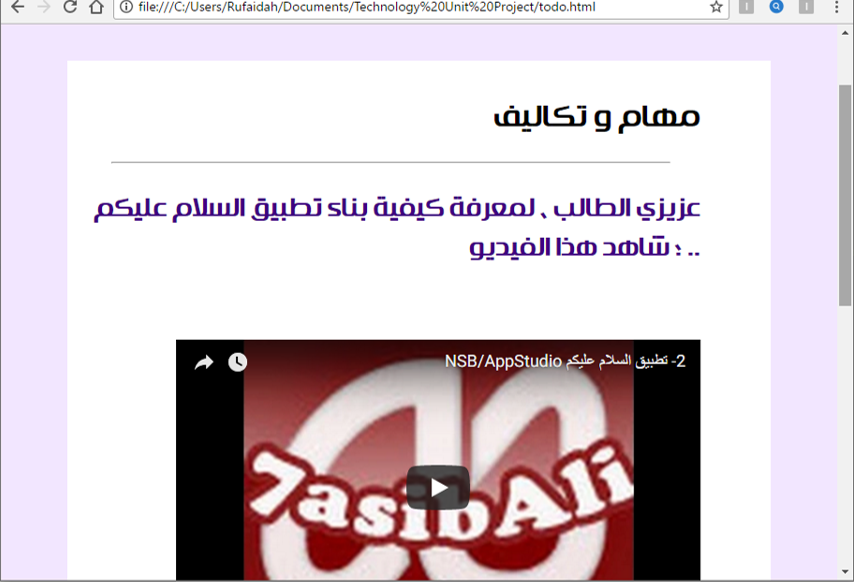 file:///C:/Users/Rufaidah/Documents/Technology%20Unit%20Project/todo.html
مهام و تكاليف
عزيزي الطالب ، لمعرفة كيفية بناء تطبيق السلام عليكم
.. ؛ شاهد هذا الفيديو
2- تطبيق السلام عليكم NSB/AppStudio
7asibAli